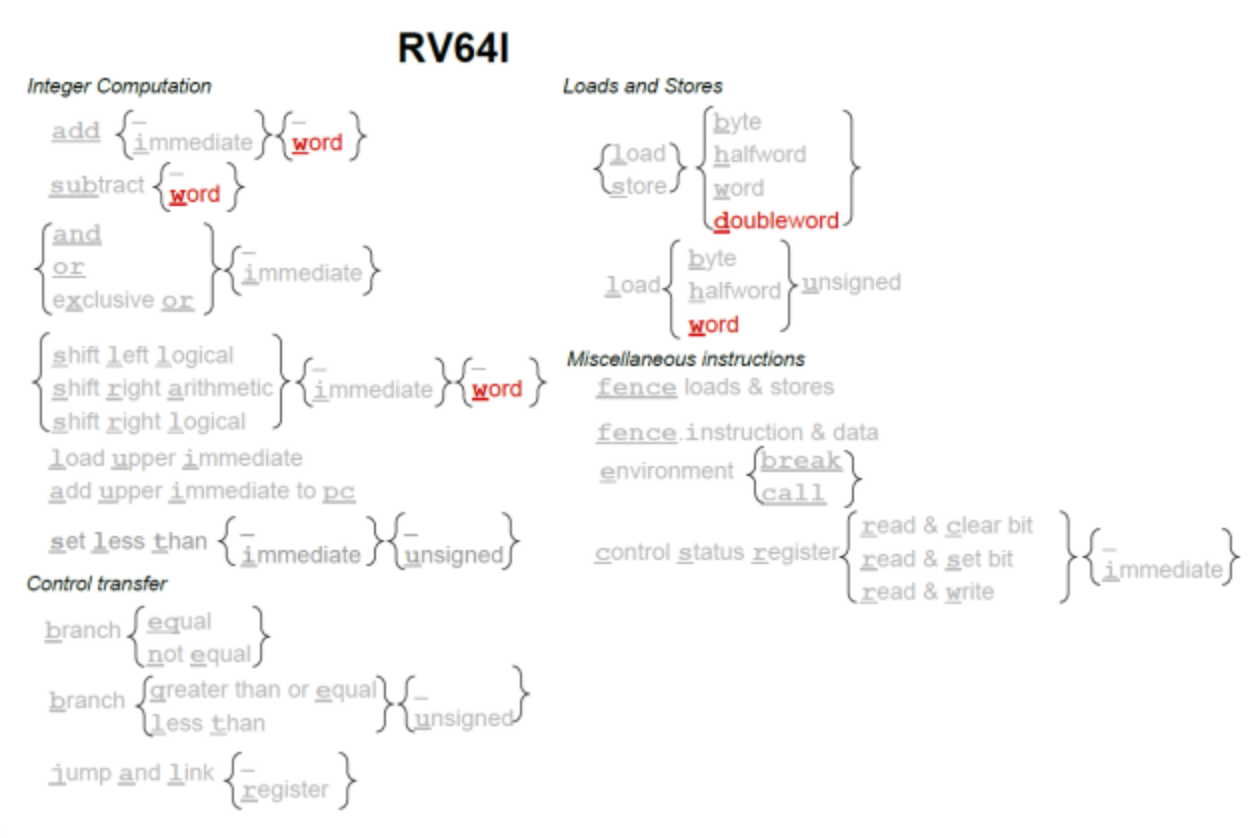 RV64I
Integer Computation
add { _ immediate } { _ word }
subtract { _ word }
{ and
or
exclusive or } { _ immediate }
{ shift left logical
shift right arithmetic
shift right logical } { _ immediate } { _ word }
load upper immediate
add upper immediate to pc
set less than { _ immediate } { _ unsigned }
Control transfer
branch { equal
not equal }
branch { greater than or equal
less than } { _ unsigned }
jump and link { _ register }
Loads and Stores
{ load
store } { byte
halfword
word
doubleword }
load { byte
halfword
word } unsigned
Miscellaneous instructions
fence loads & stores
fence.instruction & data
environment { break
call }
control status register { read & clear bit
read & set bit
read & write } { _ immediate }